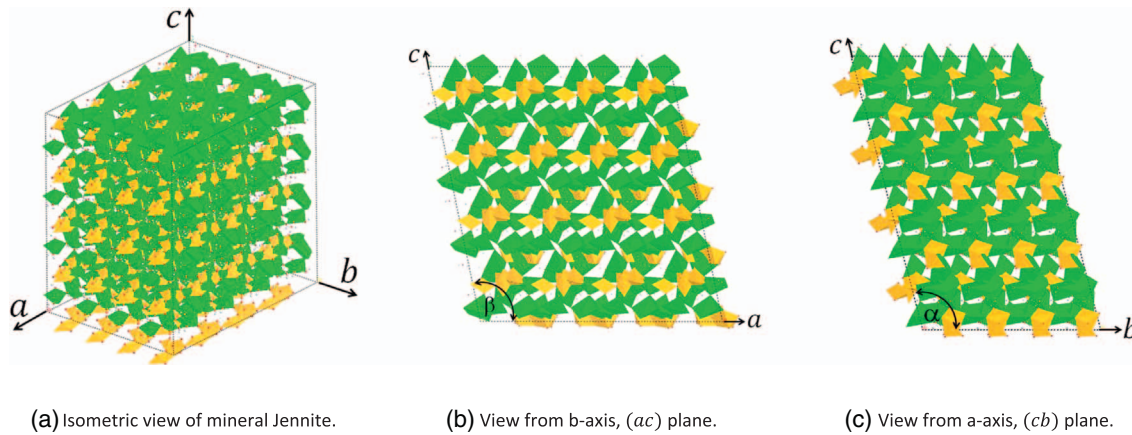 c
a
b
c
β
a
c
α
b
(a) Isometric view of mineral Jennite.
(b) View from b-axis, (ac) plane.
(c) View from a-axis, (cb) plane.